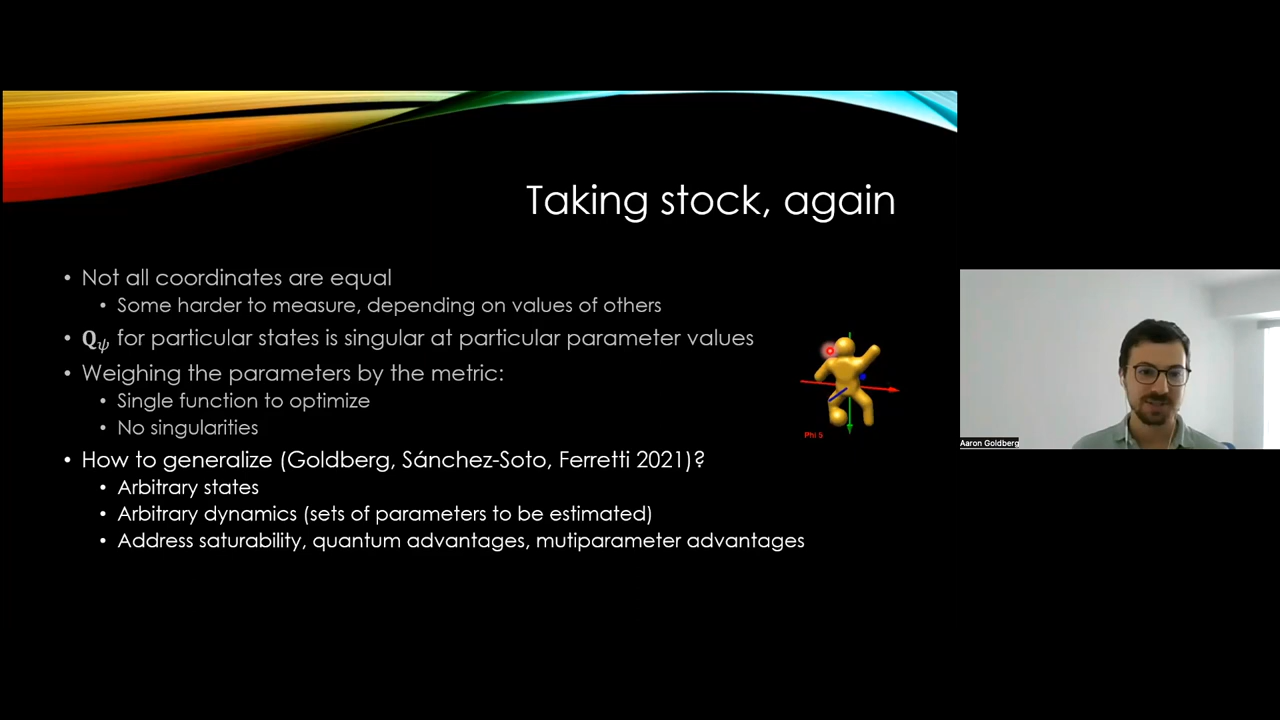 Taking stock, again
• Not all coordinates are equal
• Some harder to measure, depending on values of others
• Qψ for particular states is singular at particular parameter values
• Weighing the parameters by the metric:
• Single function to optimize
• No singularities
• How to generalize (Goldberg, Sánchez-Soto, Ferretti 2021)?
• Arbitrary states
• Arbitrary dynamics (sets of parameters to be estimated)
• Address saturability, quantum advantages, mutiparameter advantages
Phi 5
Aaron Goldberg